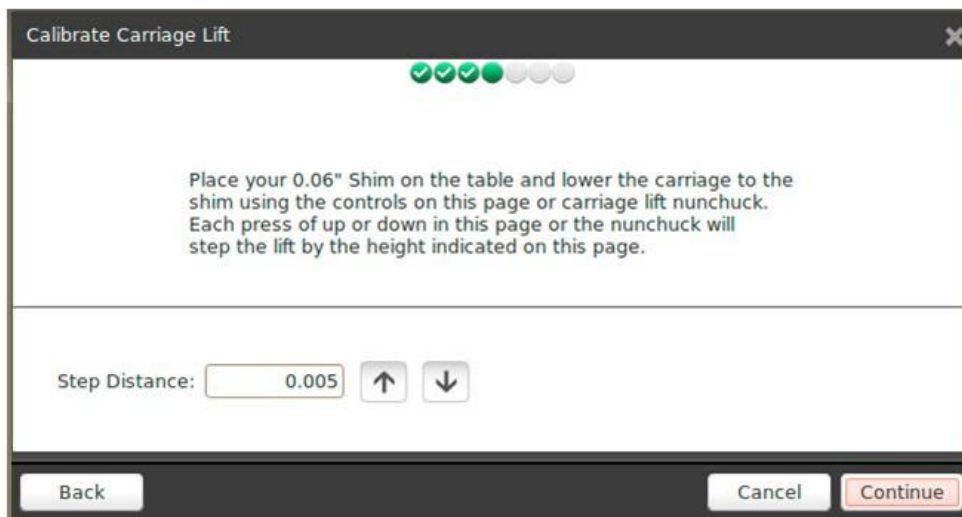 Calibrate Carriage Lift
Place your 0.06" Shim on the table and lower the carriage to the
shim using the controls on this page or carriage lift nunchuck.
Each press of up or down in this page or the nunchuck will
step the lift by the height indicated on this page.
Step Distance: 0.005
Back Cancel Continue